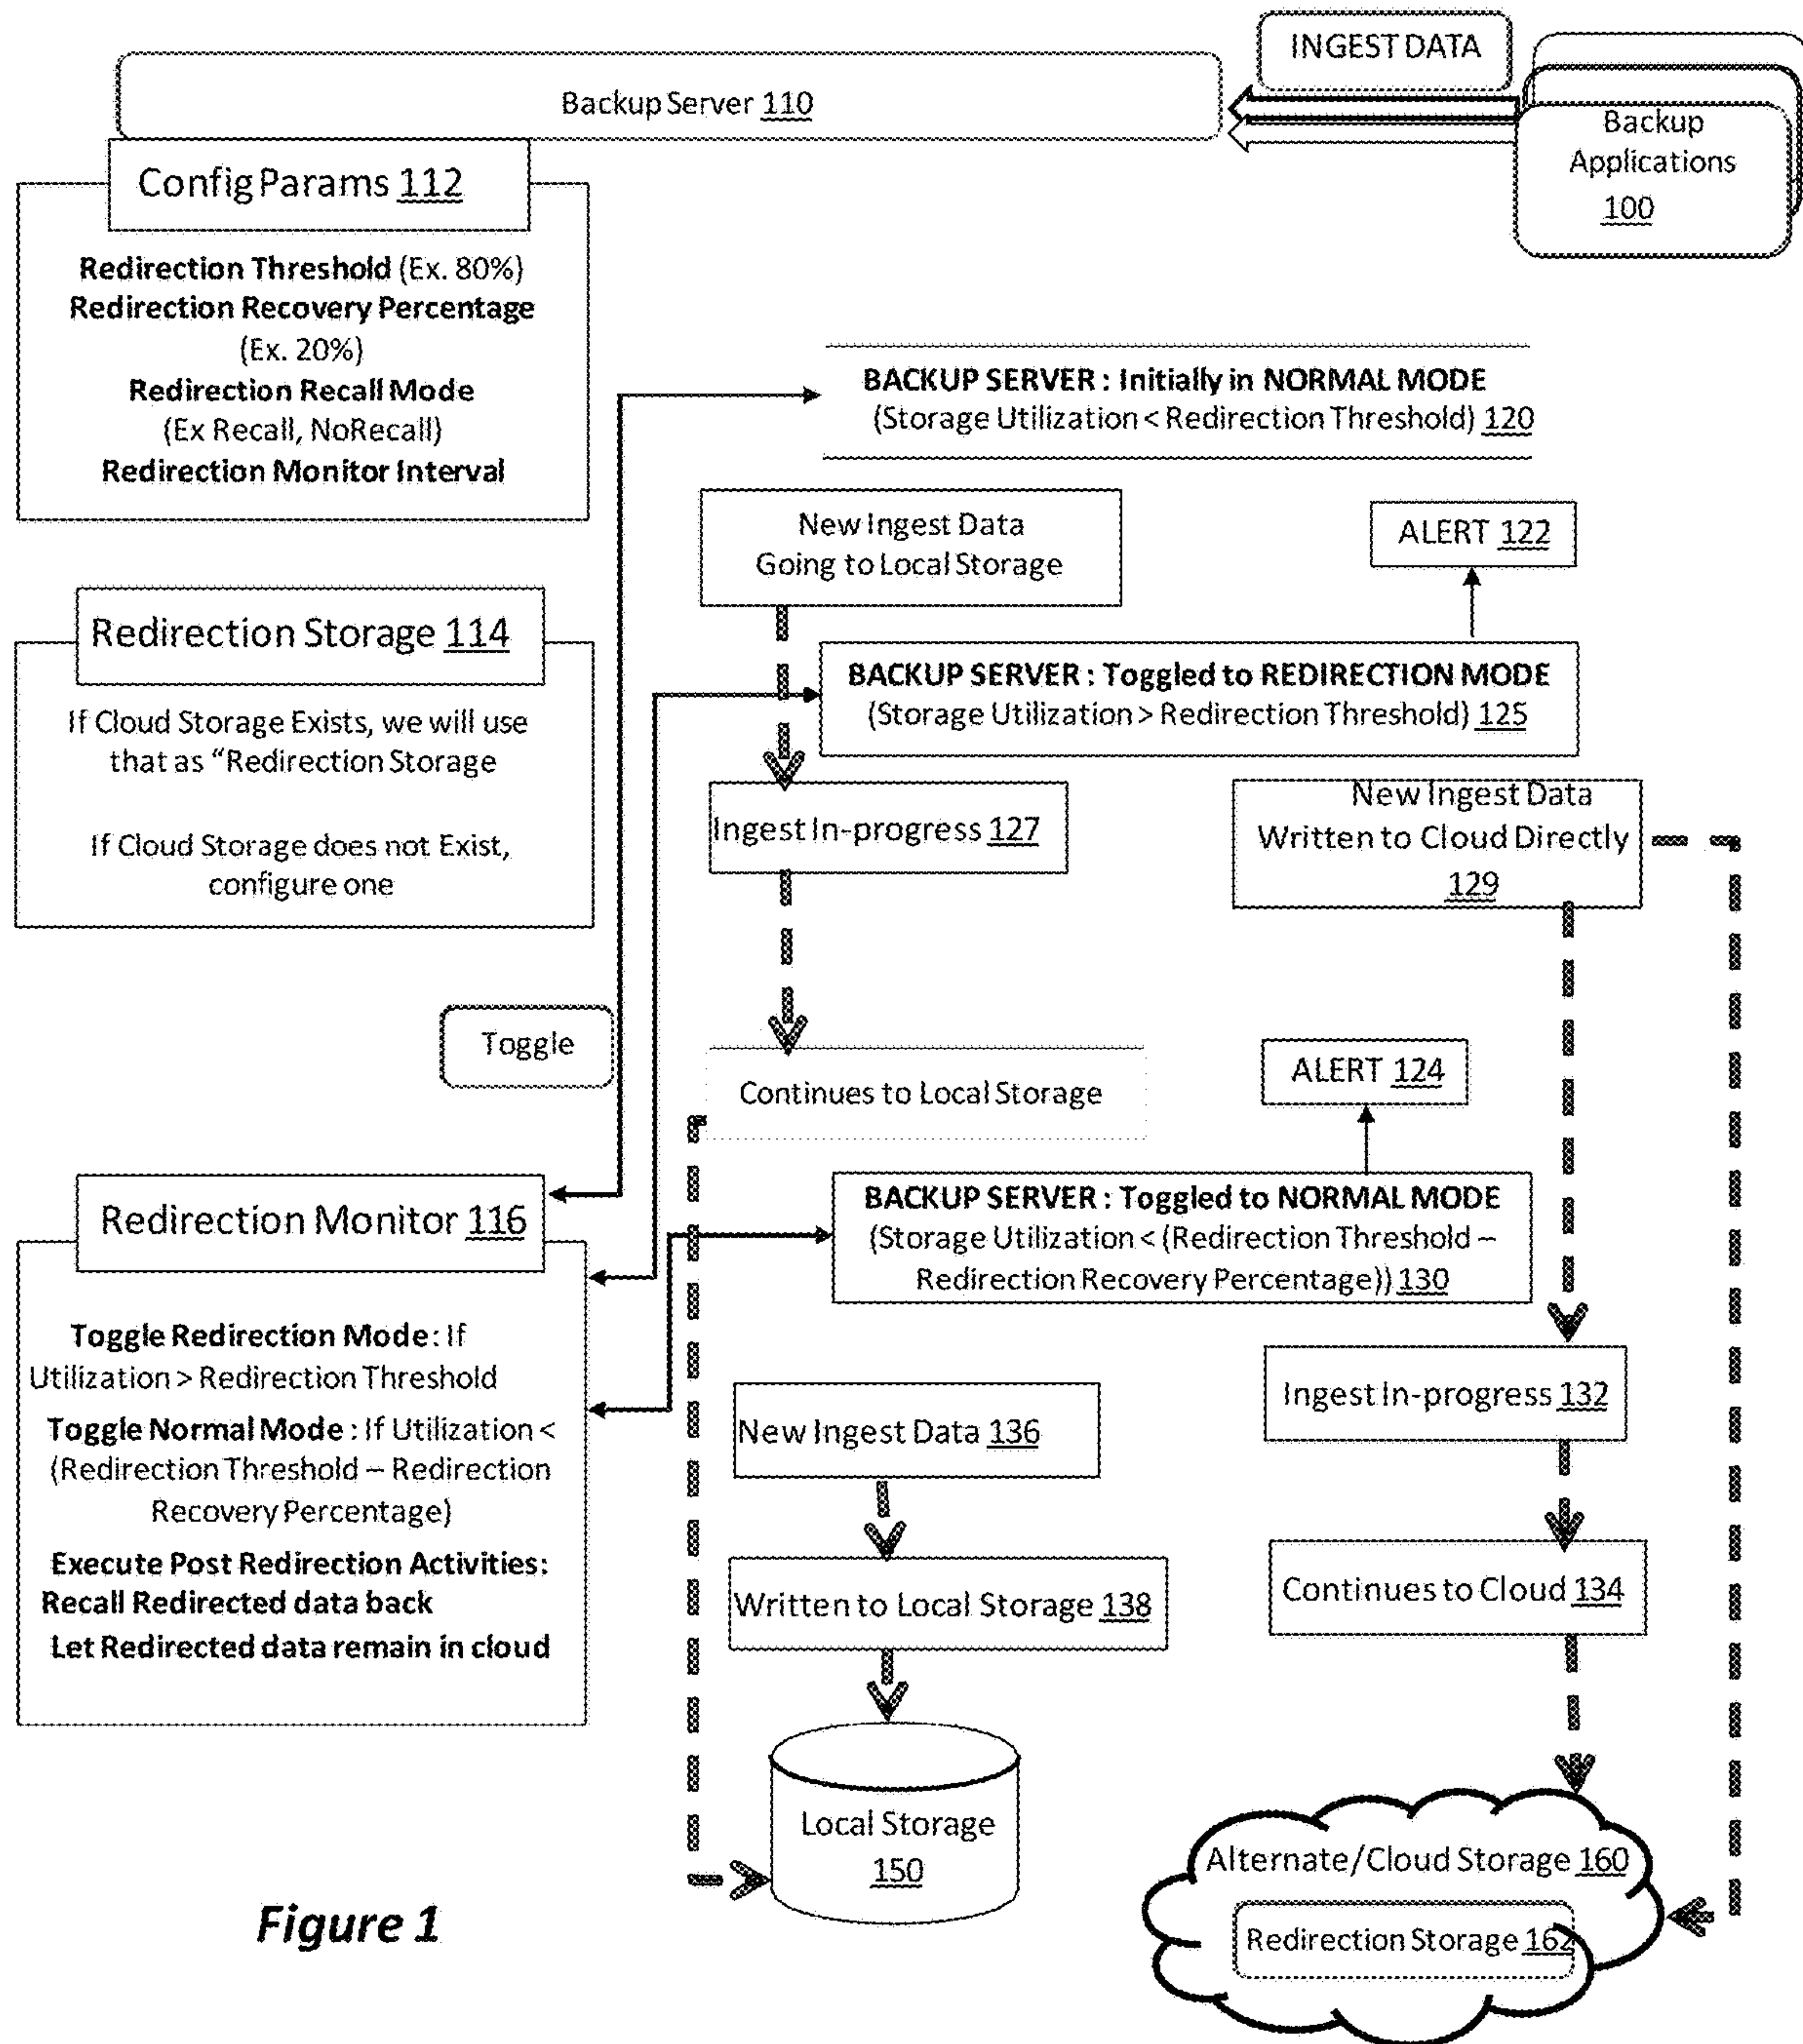 INGEST DATA
Backup Server 110
Backup
Applications
100
Config Params 112
Redirection Threshold (Ex. 80%)
Redirection Recovery Percentage
(Ex. 20%)
Redirection Recall Mode
(Ex Recall, NoRecall)
Redirection Monitor Interval
BACKUP SERVER : Initially in NORMAL MODE
(Storage Utilization < Redirection Threshold) 120
New Ingest Data
Going to Local Storage
ALERT 122
Redirection Storage 114
If Cloud Storage Exists, we will use
that as “Redirection Storage
If Cloud Storage does not Exist,
configure one
BACKUP SERVER : Toggled to REDIRECTION MODE
(Storage Utilization > Redirection Threshold) 125
Ingest In-progress 127
New Ingest Data
Written to Cloud Directly
129
Toggle
Continues to Local Storage
ALERT 124
Redirection Monitor 116
Toggle Redirection Mode: If
Utilization > Redirection Threshold
Toggle Normal Mode : If Utilization <
(Redirection Threshold – Redirection
Recovery Percentage)
Execute Post Redirection Activities:
Recall Redirected data back
Let Redirected data remain in cloud
BACKUP SERVER : Toggled to NORMAL MODE
(Storage Utilization < (Redirection Threshold –
Redirection Recovery Percentage)) 130
Ingest In-progress 132
New Ingest Data 136
Continues to Cloud 134
Written to Local Storage 138
Local Storage
150
Alternate/Cloud Storage 160
Redirection Storage 162
Figure 1